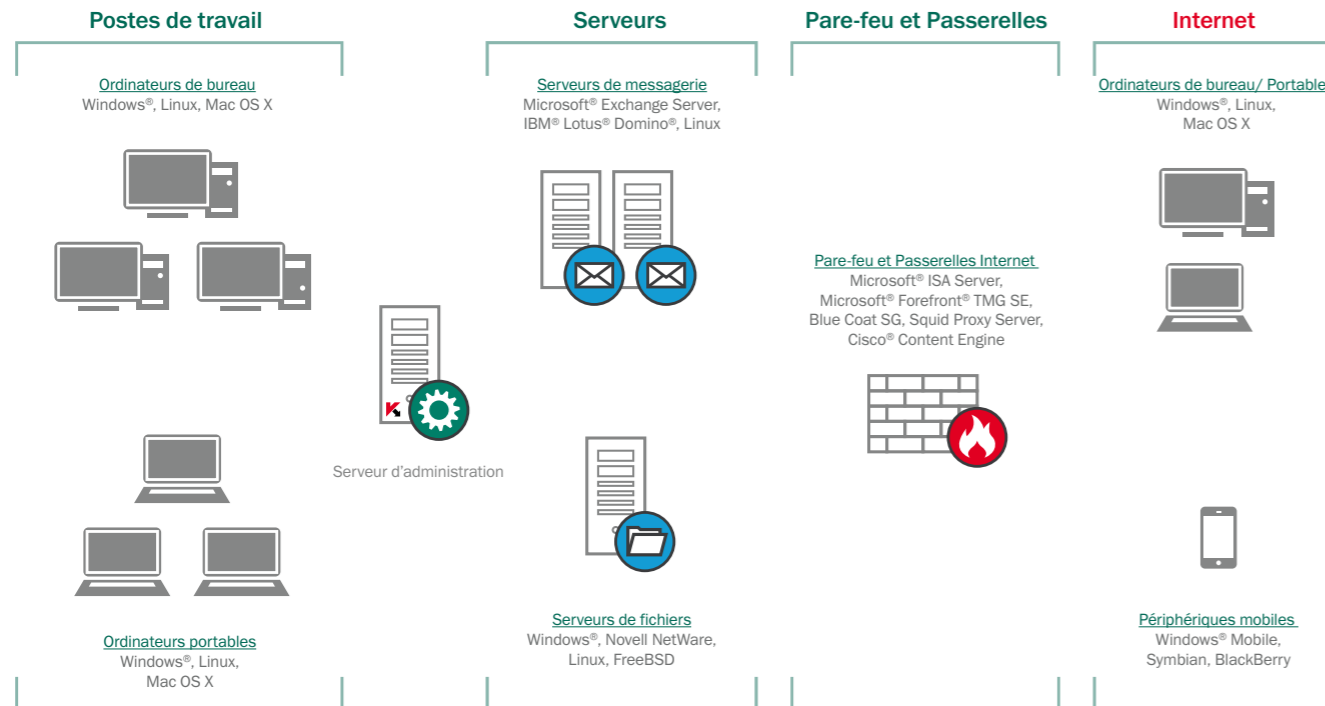 Postes de travail
Serveurs
Pare-feu et Passerelles
Internet
Ordinateurs de bureau
Windows®, Linux, Mac OS X
Ordinateurs portables
Windows®, Linux,
Mac OS X
Serveur d'administration
Serveurs de messagerie
Microsoft® Exchange Server,
IBM® Lotus® Domino®, Linux
Serveurs de fichiers
Windows®, Novell NetWare,
Linux, FreeBSD
Pare-feu et Passerelles Internet
Microsoft® ISA Server,
Microsoft® Forefront® TMG SE,
Blue Coat SG, Squid Proxy Server,
Cisco® Content Engine
Ordinateurs de bureau/ Portable
Windows®, Linux,
Mac OS X
Périphériques mobiles
Windows® Mobile,
Symbian, BlackBerry